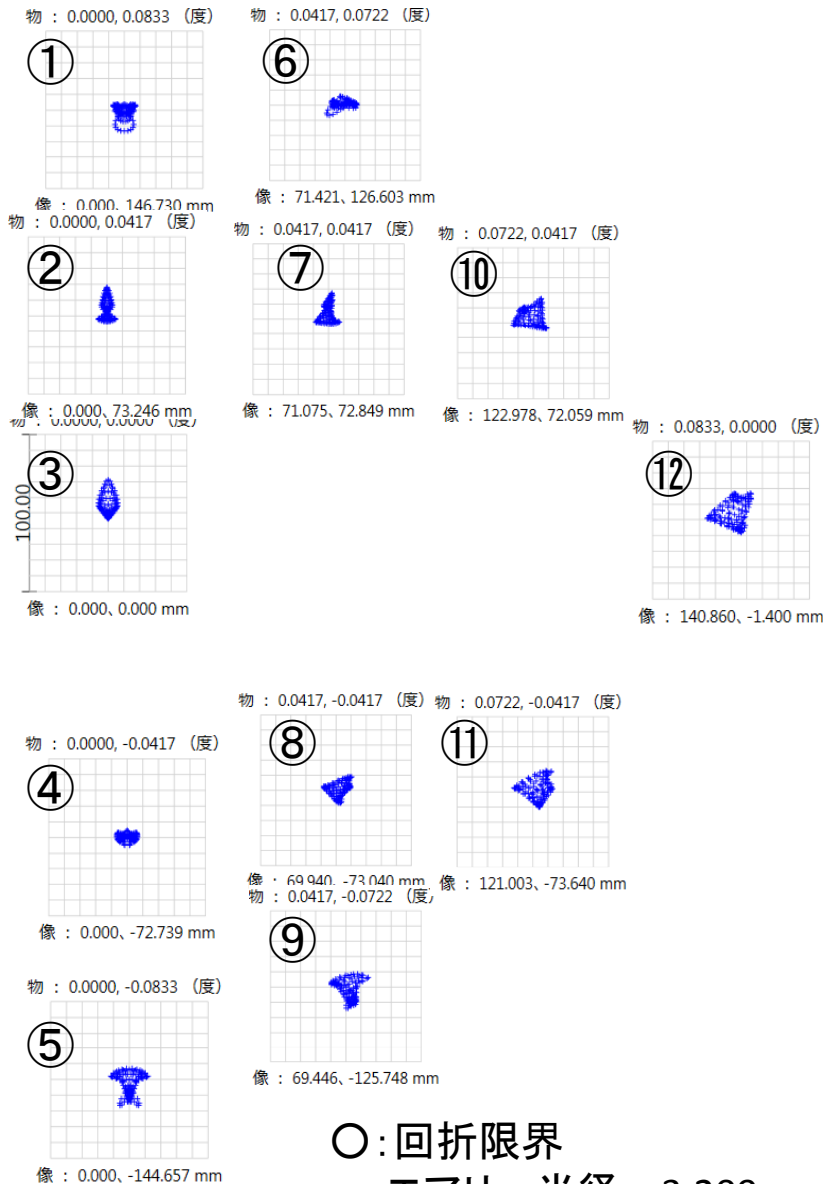 物 : 0.0000, 0.0833 （度）
①
像 : 0.000, 146.730 mm
物 : 0.0417, 0.0722 （度）
⑥
像 : 71.421、126.603 mm
物 : 0.0000, 0.0417 （度）
②
像 : 0.000、73.246 mm
物 : 0.0417, 0.0417 （度）
⑦
像 : 71.075、72.849 mm
物 : 0.0722, 0.0417 （度）
⑩
像 : 122.978、72.059 mm
物 : 0.0000, 0.0000 （度）
③
100.00
像 : 0.000、0.000 mm
物 : 0.0833, 0.0000 （度）
⑫
像 : 140.860、-1.400 mm
物 : 0.0000, -0.0417 （度）
④
像 : 0.000、-72.739 mm
物 : 0.0417, -0.0417 （度）
⑧
像 : 69.940、-73.040 mm
物 : 0.0722, -0.0417 （度）
⑪
像 : 121.003、-73.640 mm
物 : 0.0417, -0.0722 （度）
⑨
像 : 69.446、-125.748 mm
物 : 0.0000, -0.0833 （度）
⑤
像 : 0.000、-144.657 mm
〇:回折限界